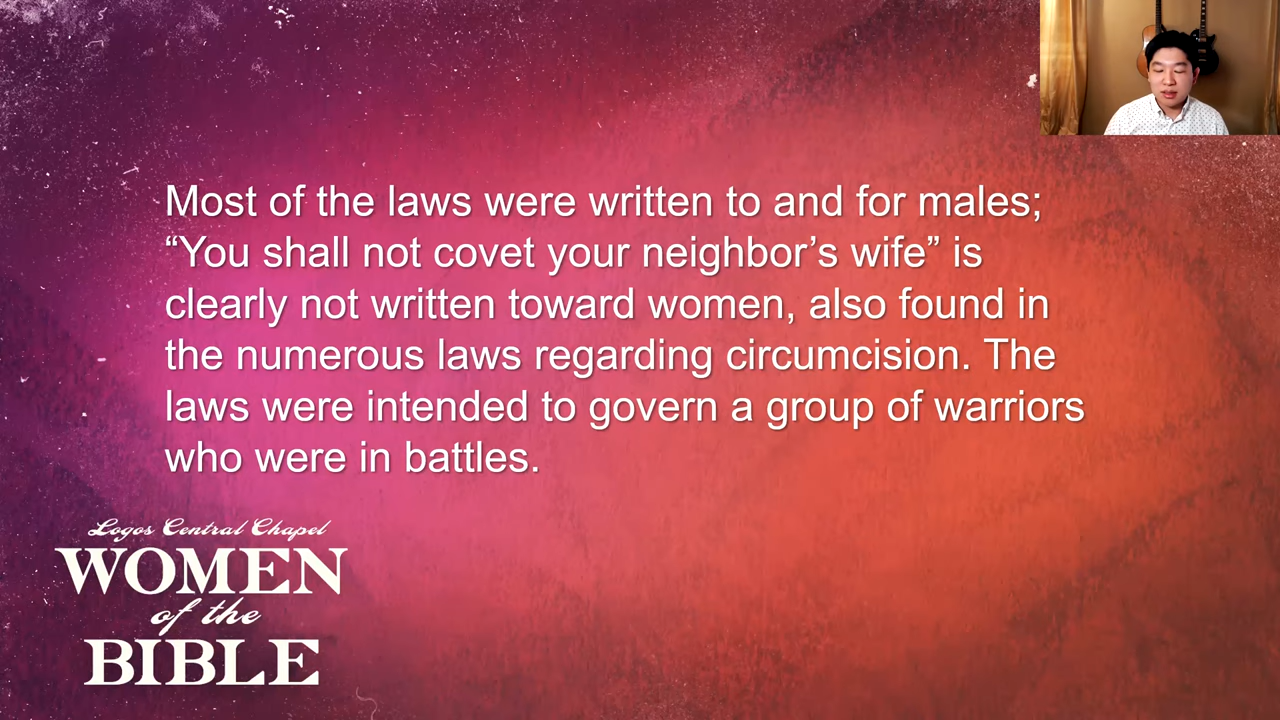 Most of the laws were written to and for males;
“You shall not covet your neighbor’s wife” is
clearly not written toward women, also found in
the numerous laws regarding circumcision. The
laws were intended to govern a group of warriors
who were in battles.
Logos Central Chapel
WOMEN
of the
BIBLE